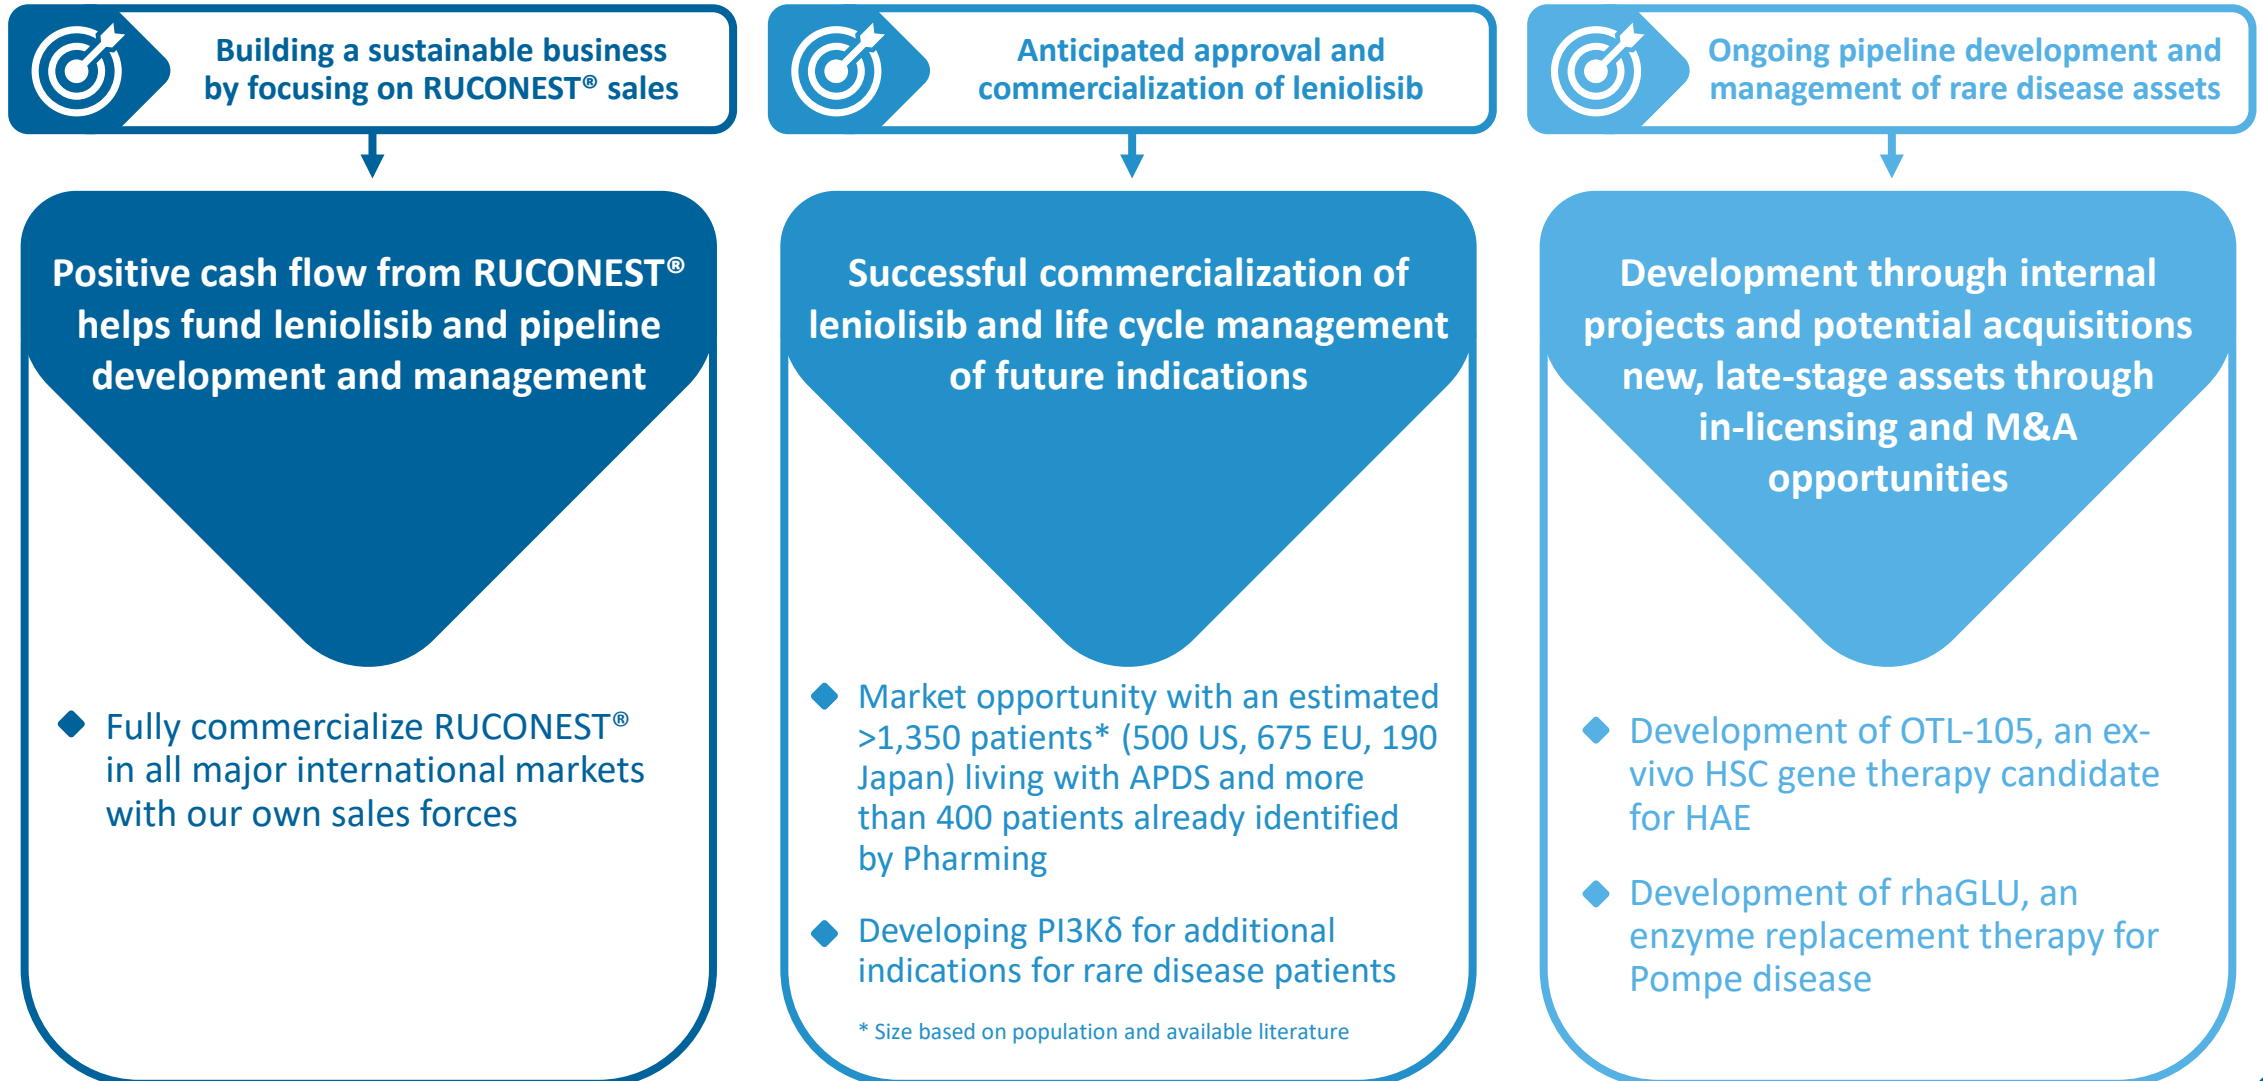 Building a sustainable business
by focusing on RUCONEST® sales
Positive cash flow from RUCONEST®
helps fund leniolisib and pipeline
development and management
◆ Fully commercialize RUCONEST®
in all major international markets
with our own sales forces
Anticipated approval and
commercialization of leniolisib
Successful commercialization of
leniolisib and life cycle management
of future indications
◆ Market opportunity with an estimated
>1,350 patients* (500 US, 675 EU, 190
Japan) living with APDS and more
than 400 patients already identified
by Pharming
◆ Developing PI3Kδ for additional
indications for rare disease patients
* Size based on population and available literature
Ongoing pipeline development and
management of rare disease assets
Development through internal
projects and potential acquisitions
new, late-stage assets through
in-licensing and M&A
opportunities
◆ Development of OTL-105, an ex-
vivo HSC gene therapy candidate
for HAE
◆ Development of rhaGLU, an
enzyme replacement therapy for
Pompe disease